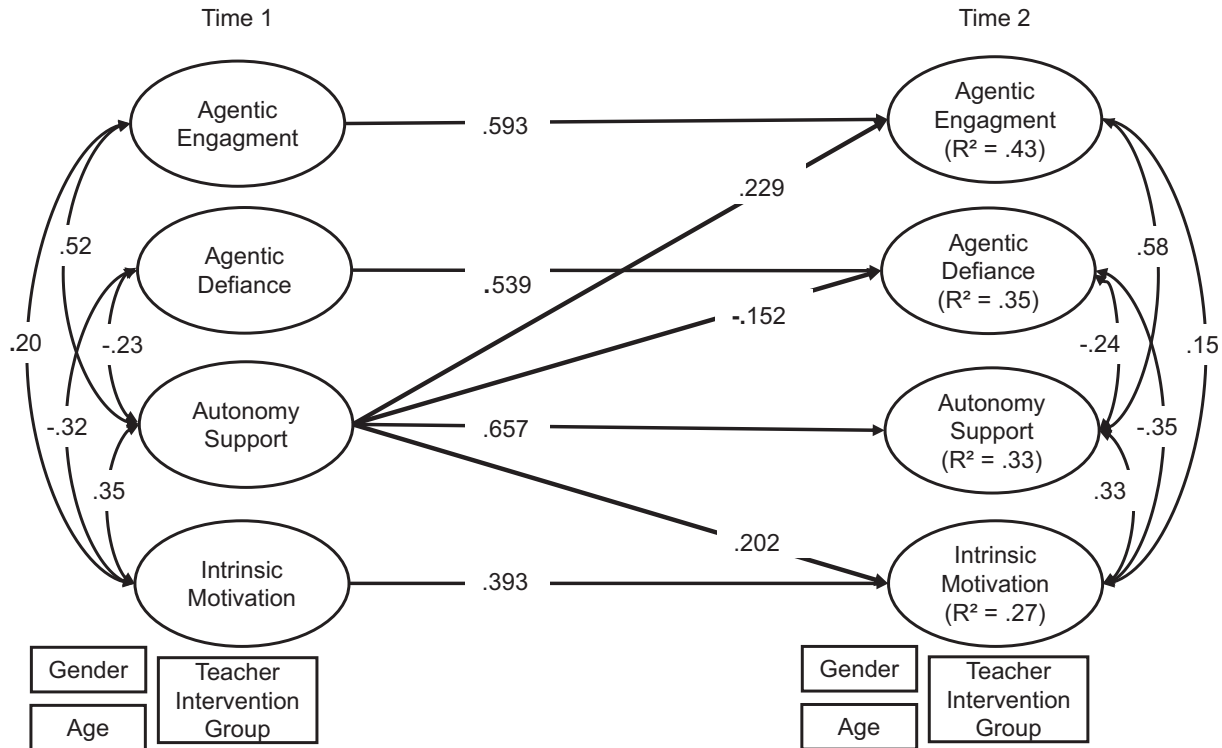 Time 1
Time 2
Agentic
Engagment
Agentic
Engagment
(R² = .43)
.593
.229
.52
.58
Agentic
Defiance
Agentic
Defiance
(R² = .35)
.539
-.152
.20
-.23
-.24
.15
Autonomy
Support
Autonomy
Support
(R² = .33)
-.32
.657
-.35
.35
.33
.202
Intrinsic
Motivation
Intrinsic
Motivation
(R² = .27)
.393
Gender
Age
Teacher
Intervention
Group
Gender
Age
Teacher
Intervention
Group